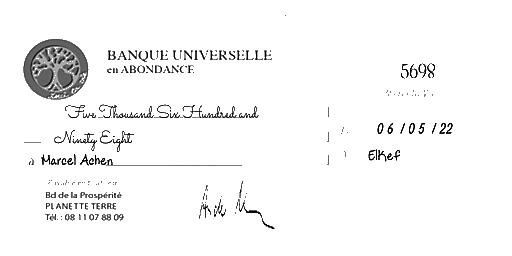 BANQUE UNIVERSELLE
en ABONDANCE
5698
Five Thousand Six Hundred and
Ninety Eight
06/05/22
à Marcel Achen
ElKef
Bd de la Prospérité
PLANETTE TERRE
Tél. : 08 11 07 88 09